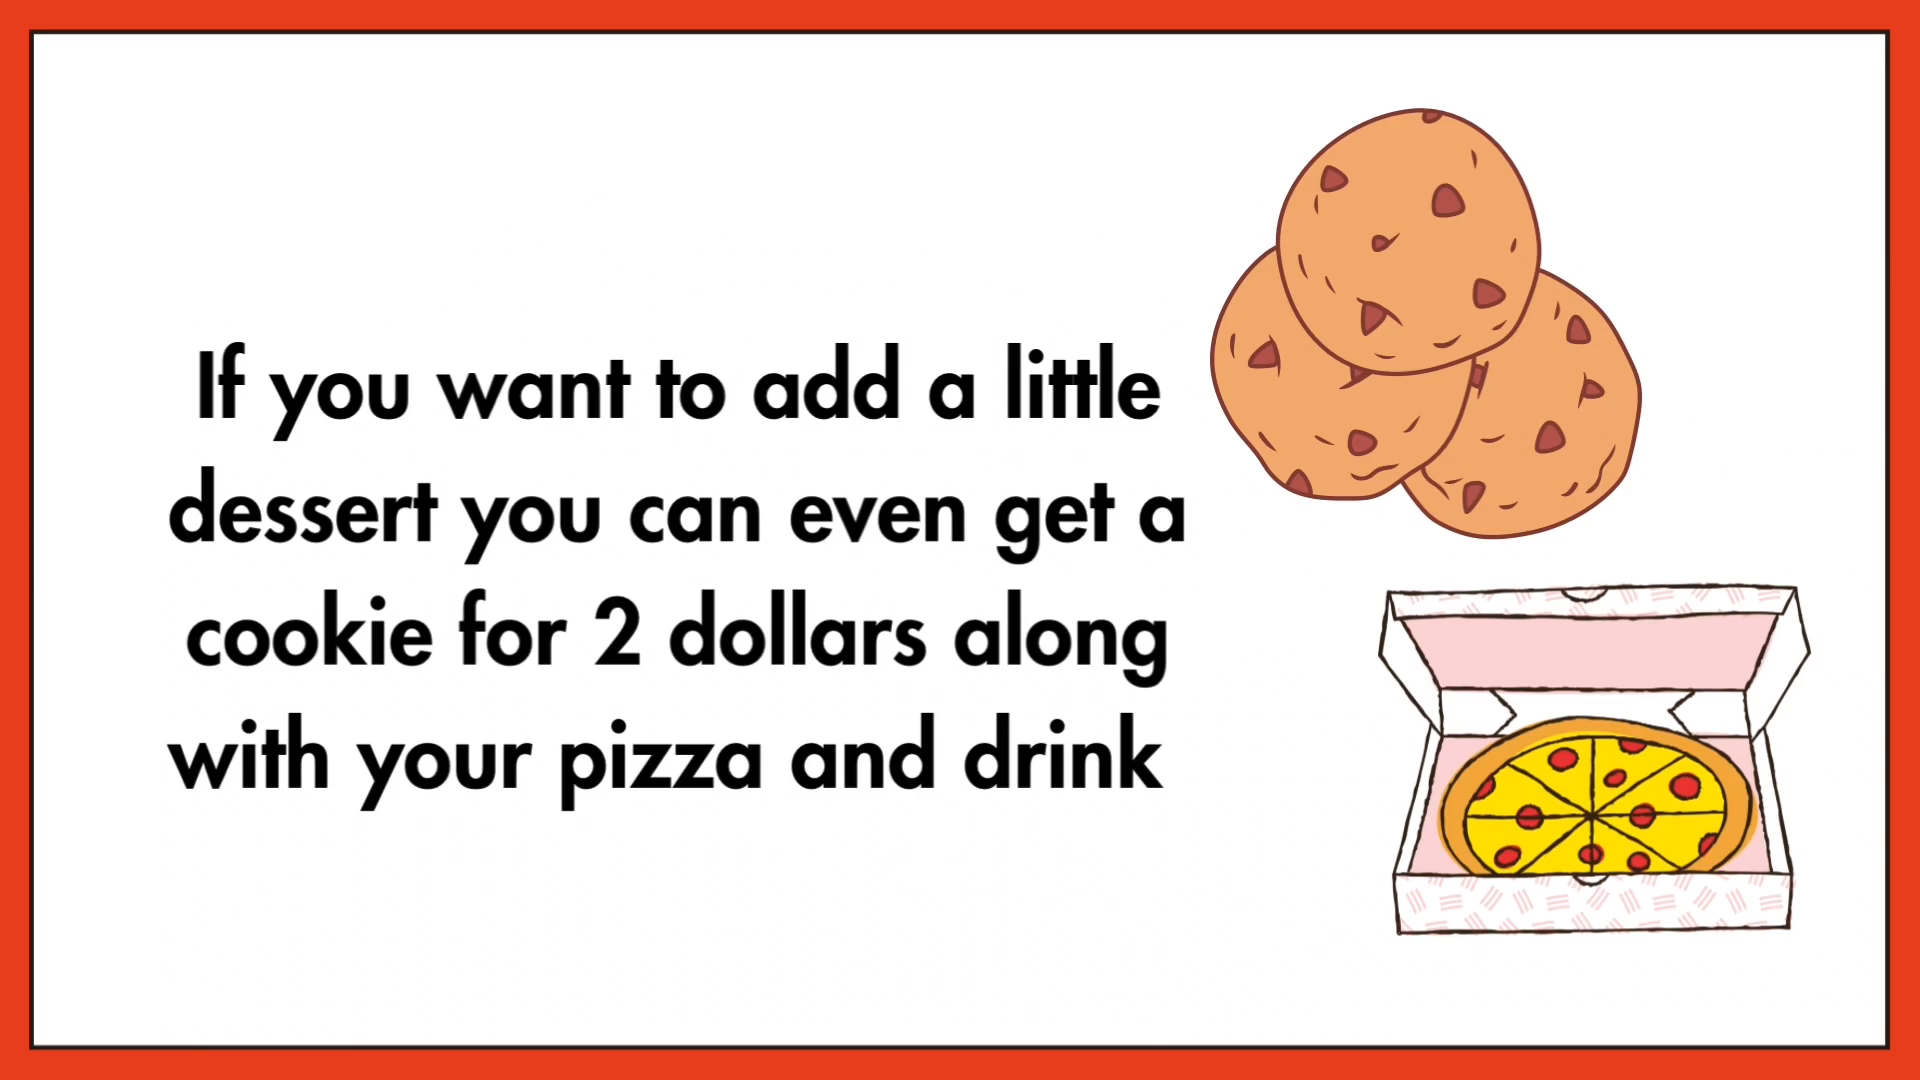 If you want to add a little
dessert you can even get a
cookie for 2 dollars along
with your pizza and drink